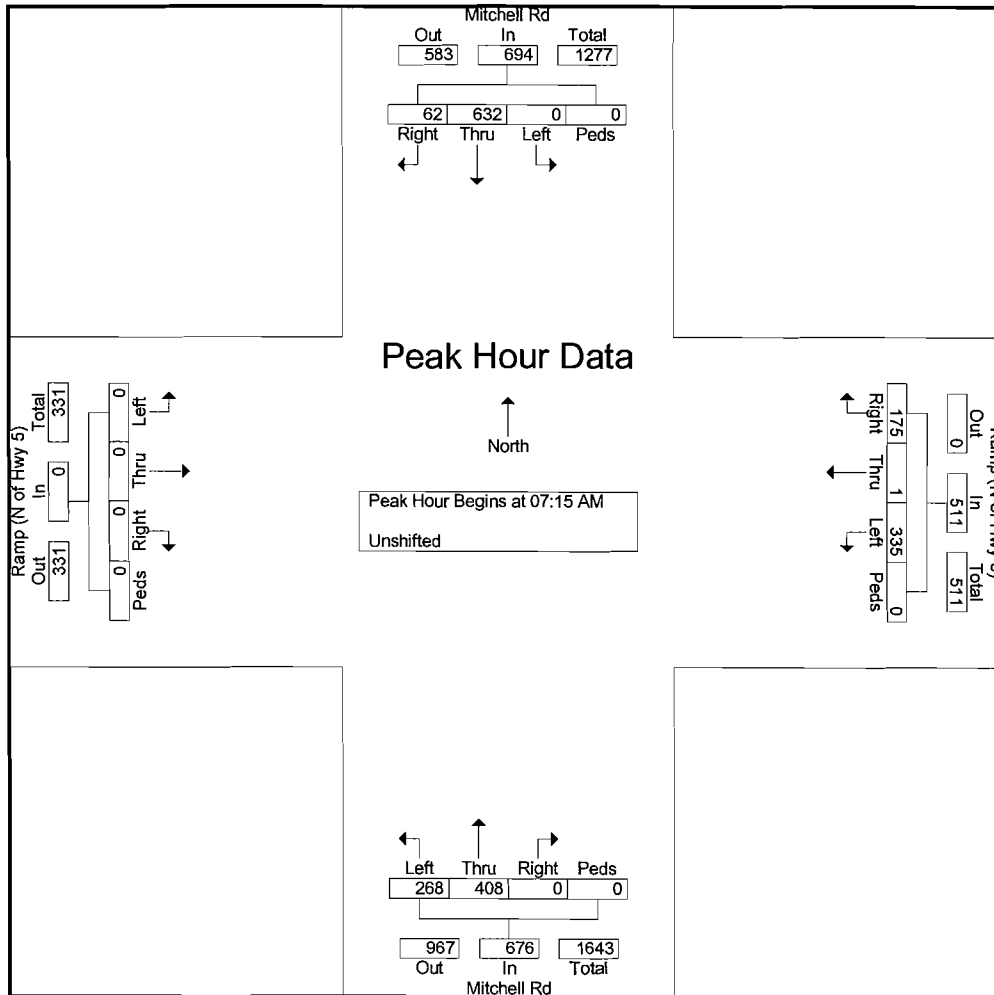 Mitchell Rd
Out In Total
583 694 1277
62 632 0 0
Right Thru Left Peds
Peak Hour Data
North
Peak Hour Begins at 07:15 AM
Unshifted
Ramp (N of Hwy 5)
Out In Total
331 0 331
0 0 0 0
Left Thru Right Peds
Out In Total
0 511 511
175 1 335 0
Right Thru Left Peds
Left Thru Right Peds
268 408 0 0
967 676 1643
Out In Total
Mitchell Rd